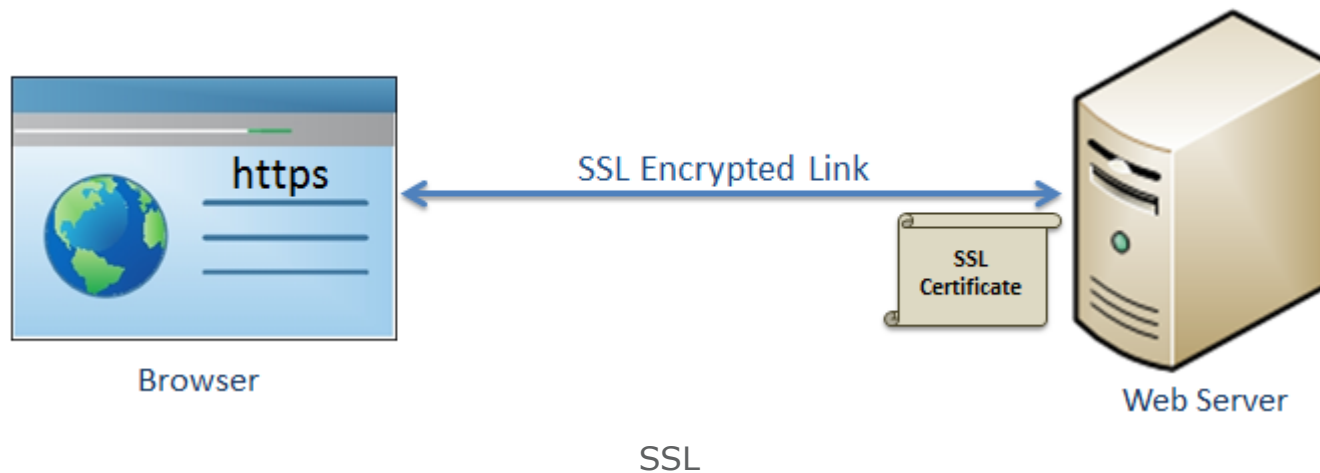 https
SSL Encrypted Link
SSL
Certificate
Browser
Web Server
SSL